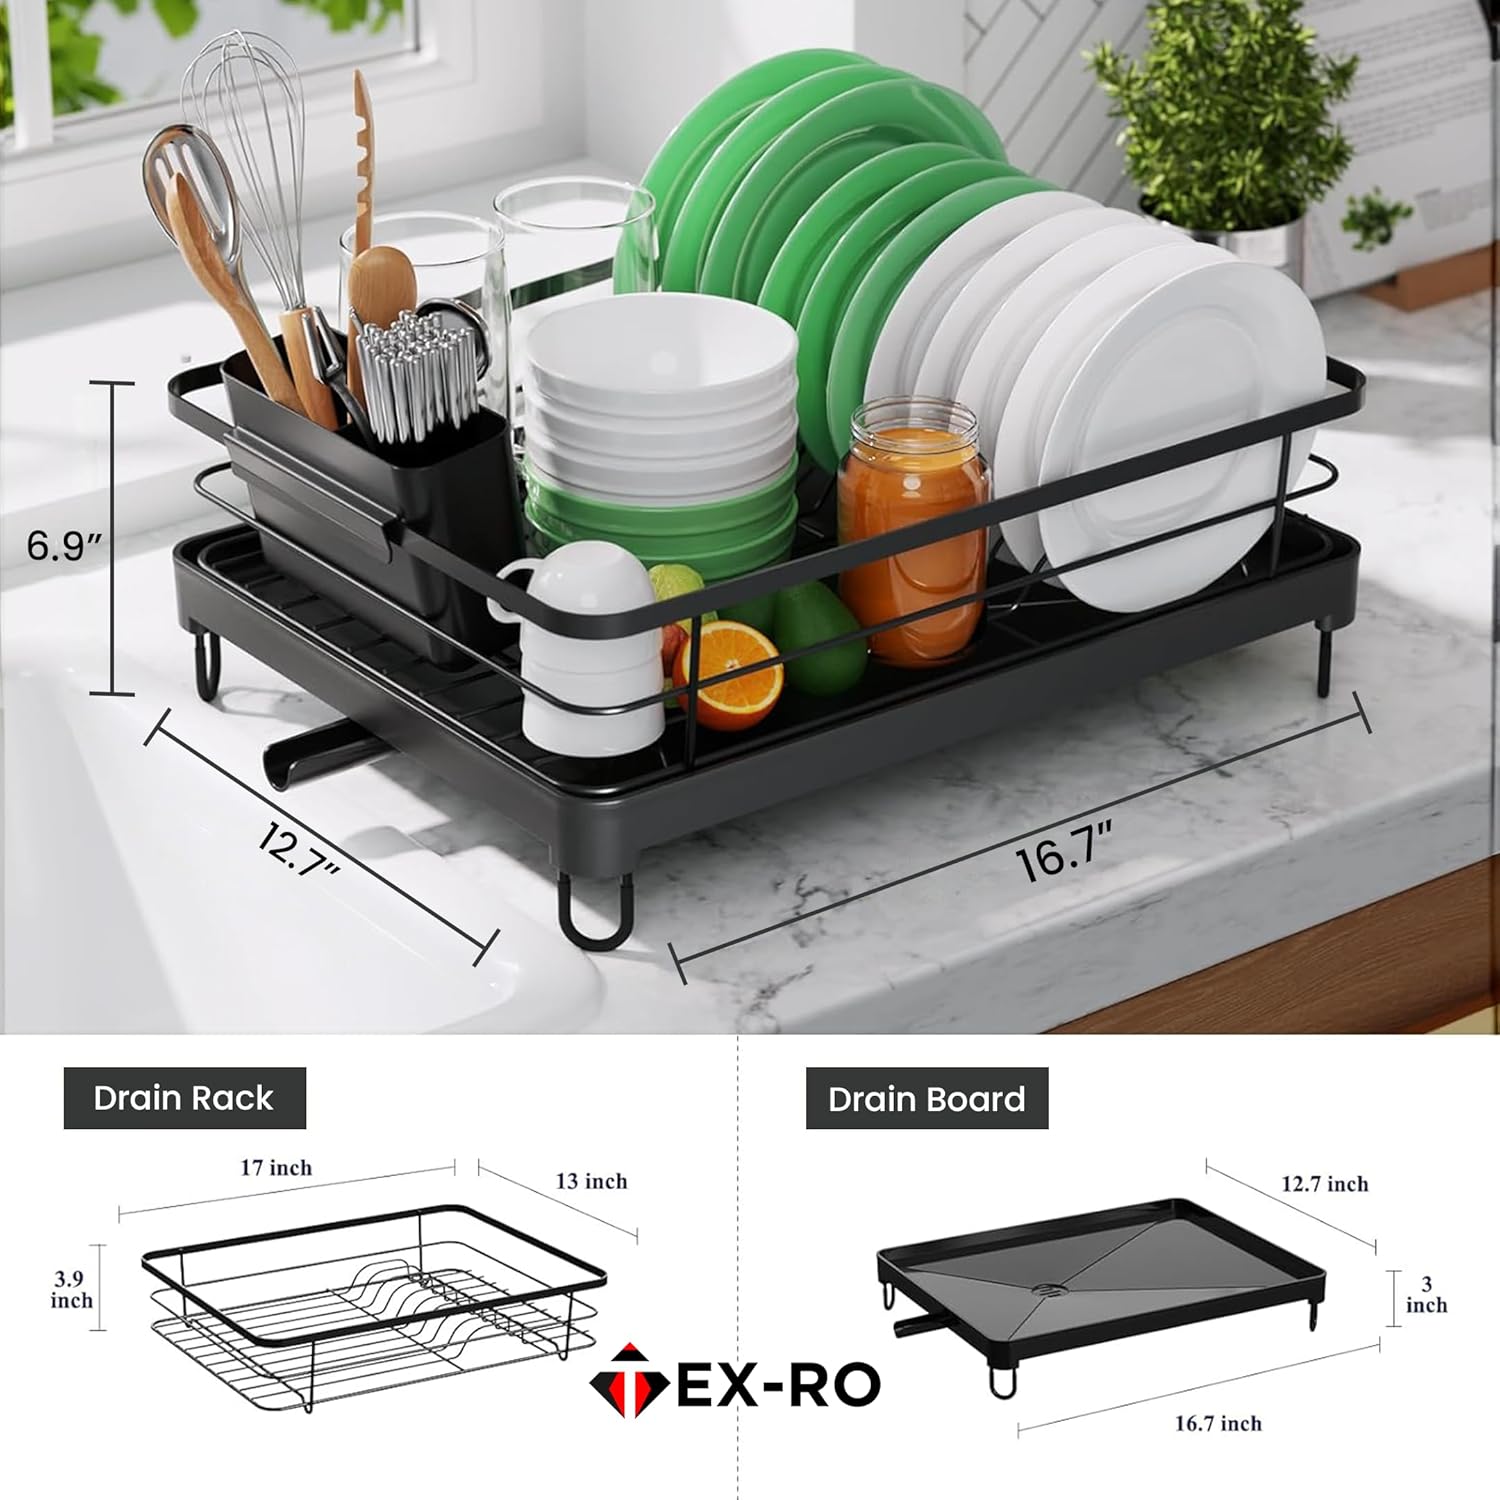 6.9"
12.7"
16.7"
Drain Rack
Drain Board
17 inch
13 inch
3.9
inch
12.7 inch
3
inch
16.7 inch
TEX-RO